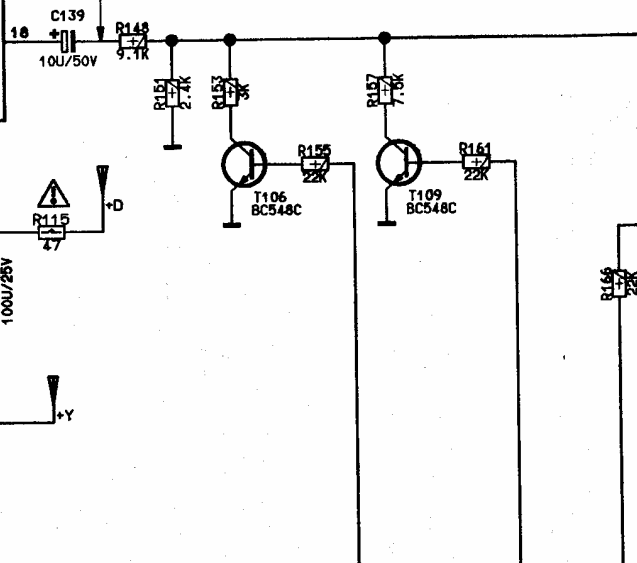 C139
18
+
10U/50V
R148
9.1K
R151
2.4K
R153
3K
R157
7.5K
R155
22K
R161
22K
T106
BC548C
T109
BC548C
+D
R115
47
100U/25V
R166
22K
+Y